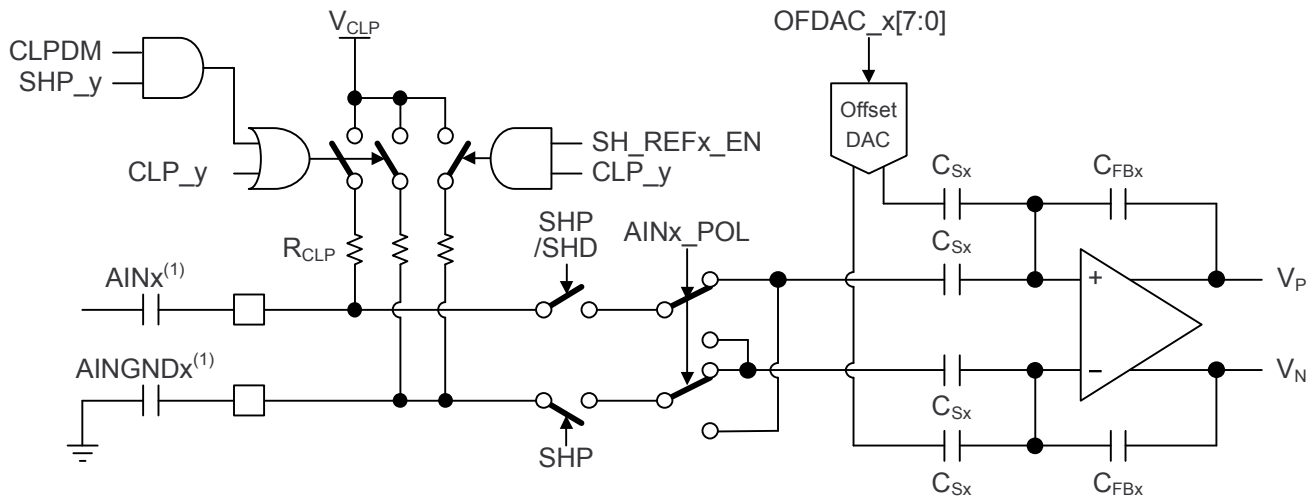 OFDAC_x[7:0]
V_CLP
CLPDM
SHP_y
Offset
DAC
SH_REFx_EN
CLP_y
CLP_y
C_Sx
C_FBx
SHP
/SHD
AINx_POL
R_CLP
C_Sx
AINx(1)
+
V_P
AINGNDx(1)
−
V_N
C_Sx
SHP
C_Sx
C_FBx